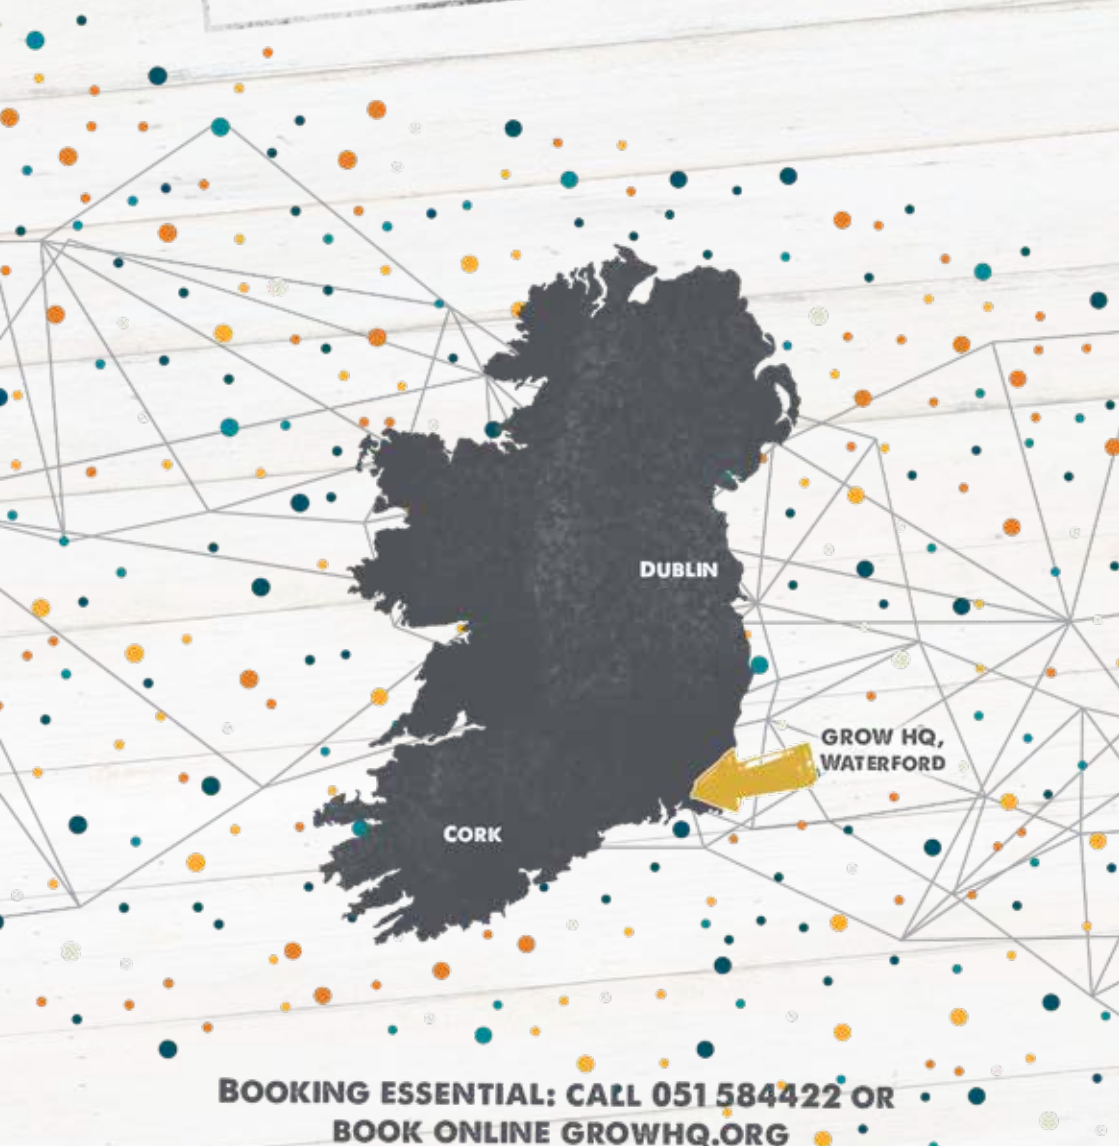 DUBLIN
GROW HQ,
WATERFORD
CORK
BOOKING ESSENTIAL: CALL 051 584422 OR
BOOK ONLINE GROWHQ.ORG